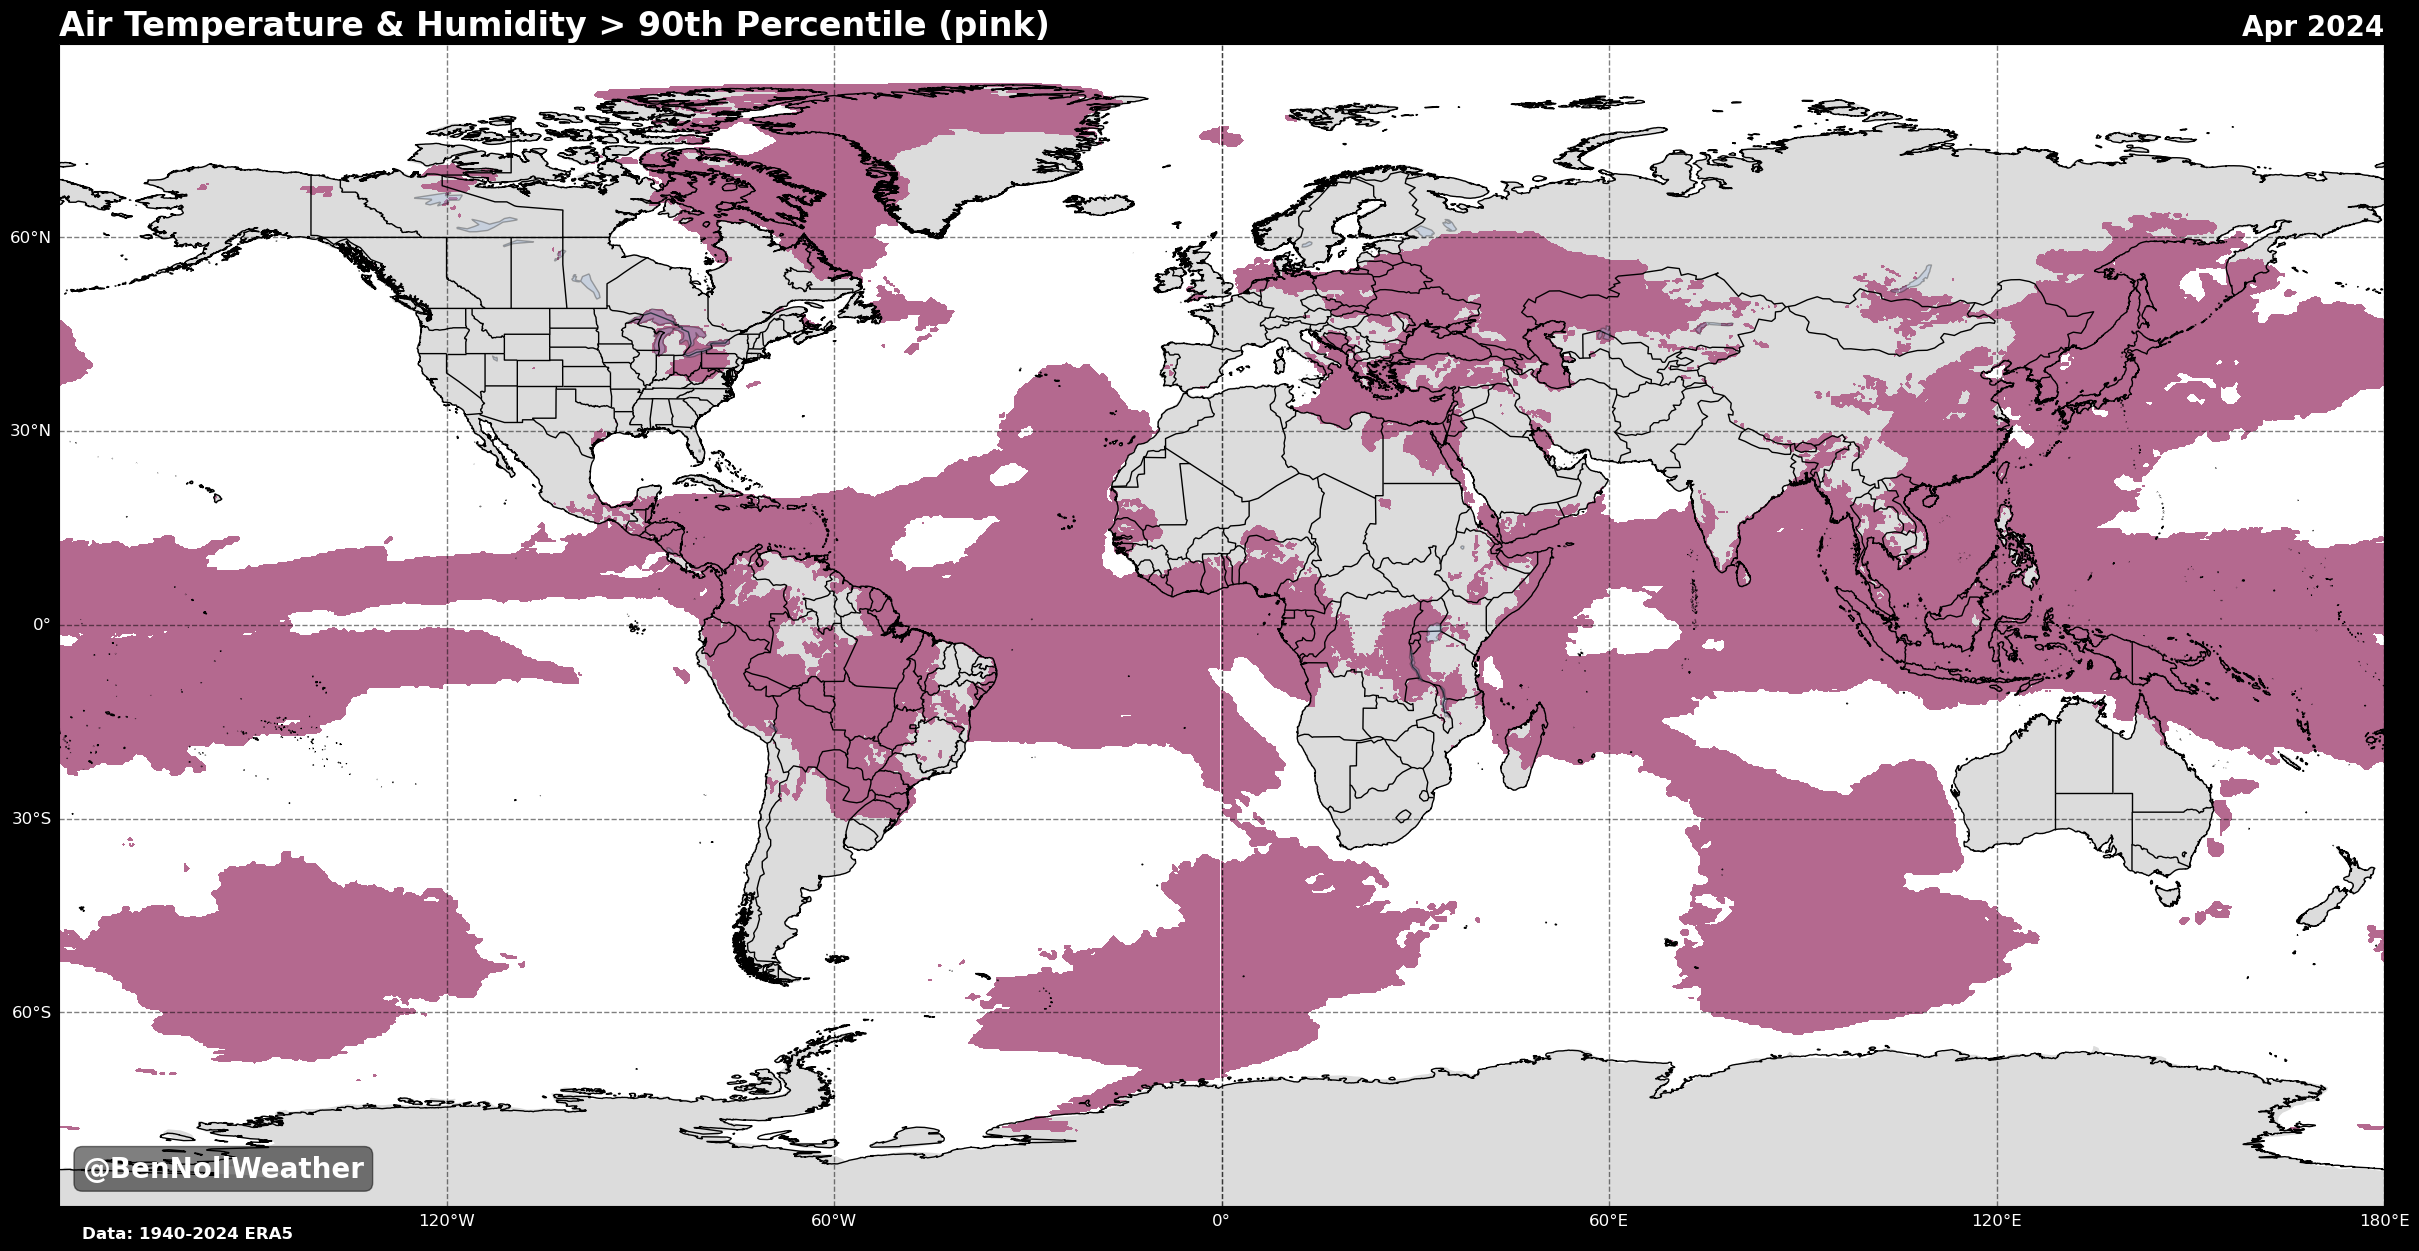 Air Temperature & Humidity > 90th Percentile (pink)
Apr 2024
60°N
30°N
0°
30°S
60°S
@BenNollWeather
120°W
60°W
0°
60°E
120°E
180°E
Data: 1940-2024 ERA5